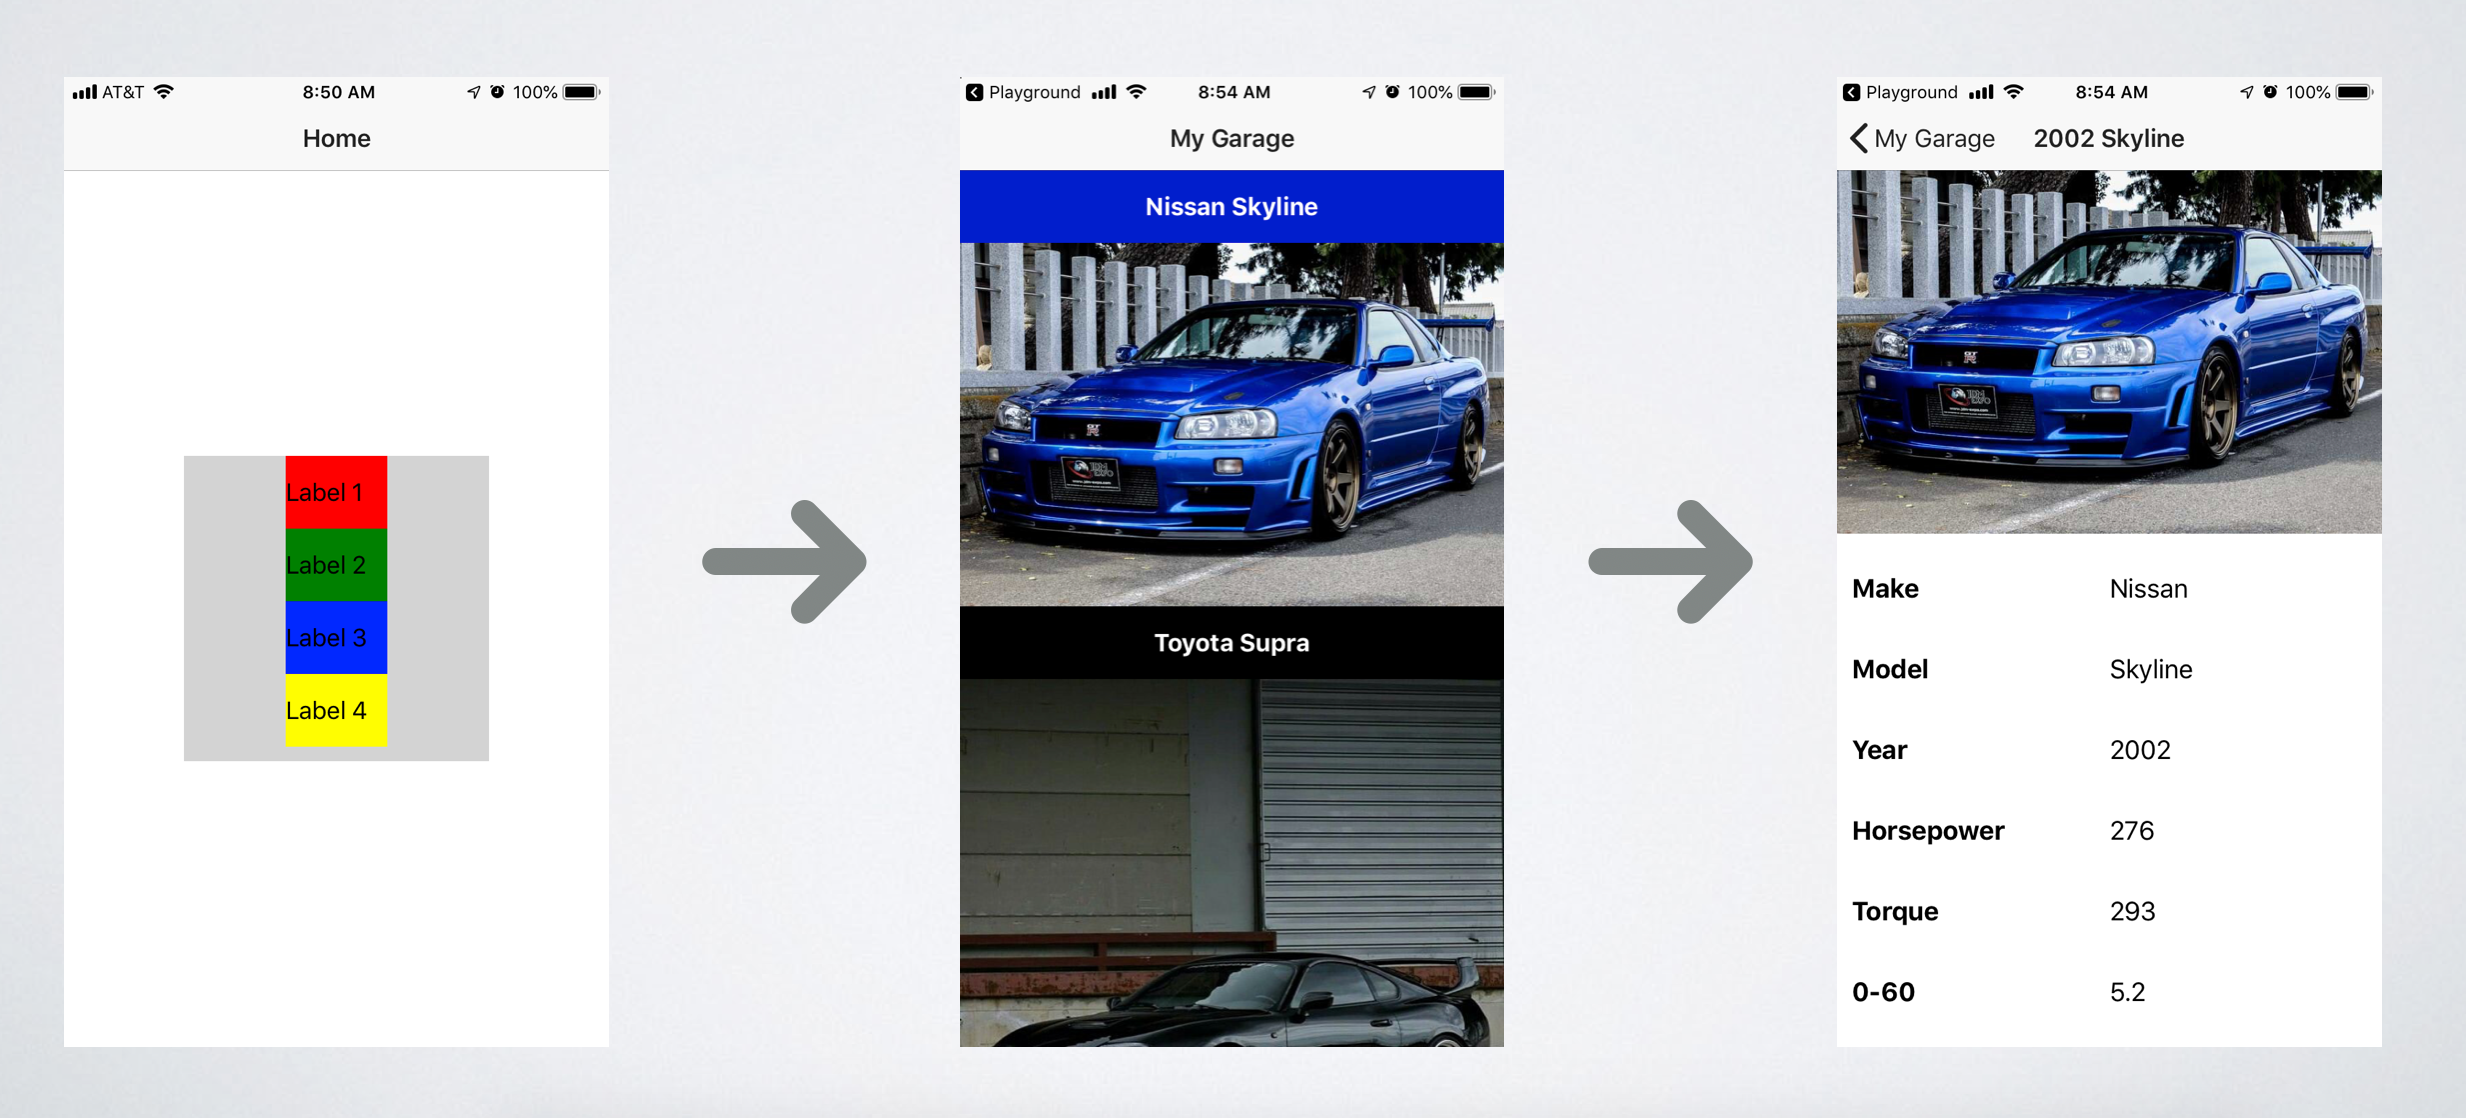 AT&T 8:50 AM 100%
Home
Label 1
Label 2
Label 3
Label 4
Playground 8:54 AM 100%
My Garage
Nissan Skyline
GT
R
Toyota Supra
Playground 8:54 AM 100%
My Garage 2002 Skyline
GT
R
Make Nissan
Model Skyline
Year 2002
Horsepower 276
Torque 293
0-60 5.2